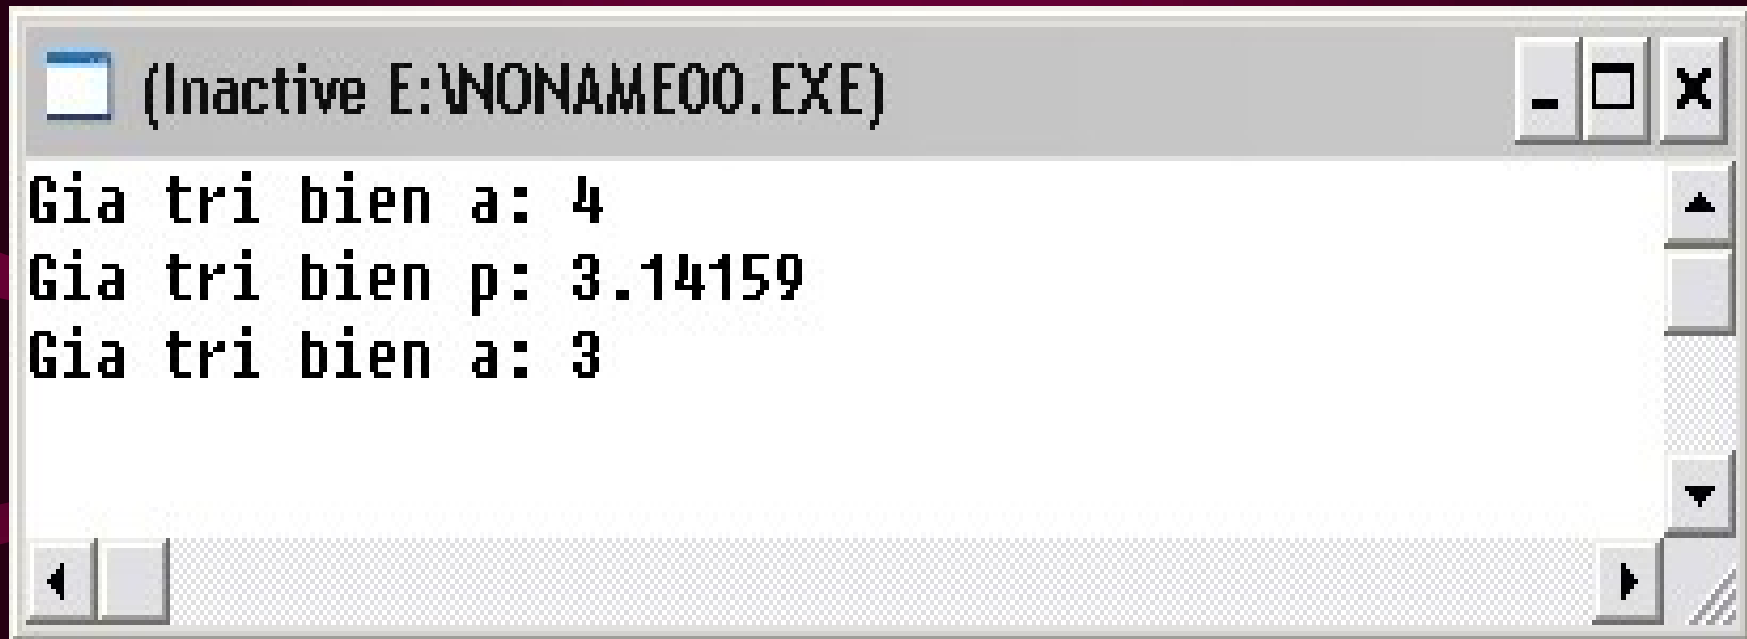 (Inactive E:\NONAME00.EXE)
Gia tri bien a: 4
Gia tri bien p: 3.14159
Gia tri bien a: 3